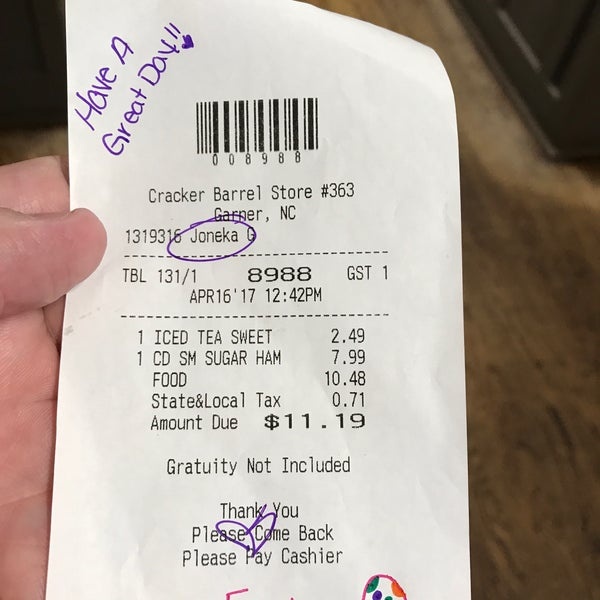 Have A
Great Day!!
008988
Cracker Barrel Store #363
Garner, NC
1319316 Joneka G
TBL 131/1 8988 GST 1
APR16'17 12:42PM
1 ICED TEA SWEET 2.49
1 CD SM SUGAR HAM 7.99
FOOD 10.48
State&Local Tax 0.71
Amount Due $11.19
Gratuity Not Included
Thank You
Please Come Back
Please Pay Cashier